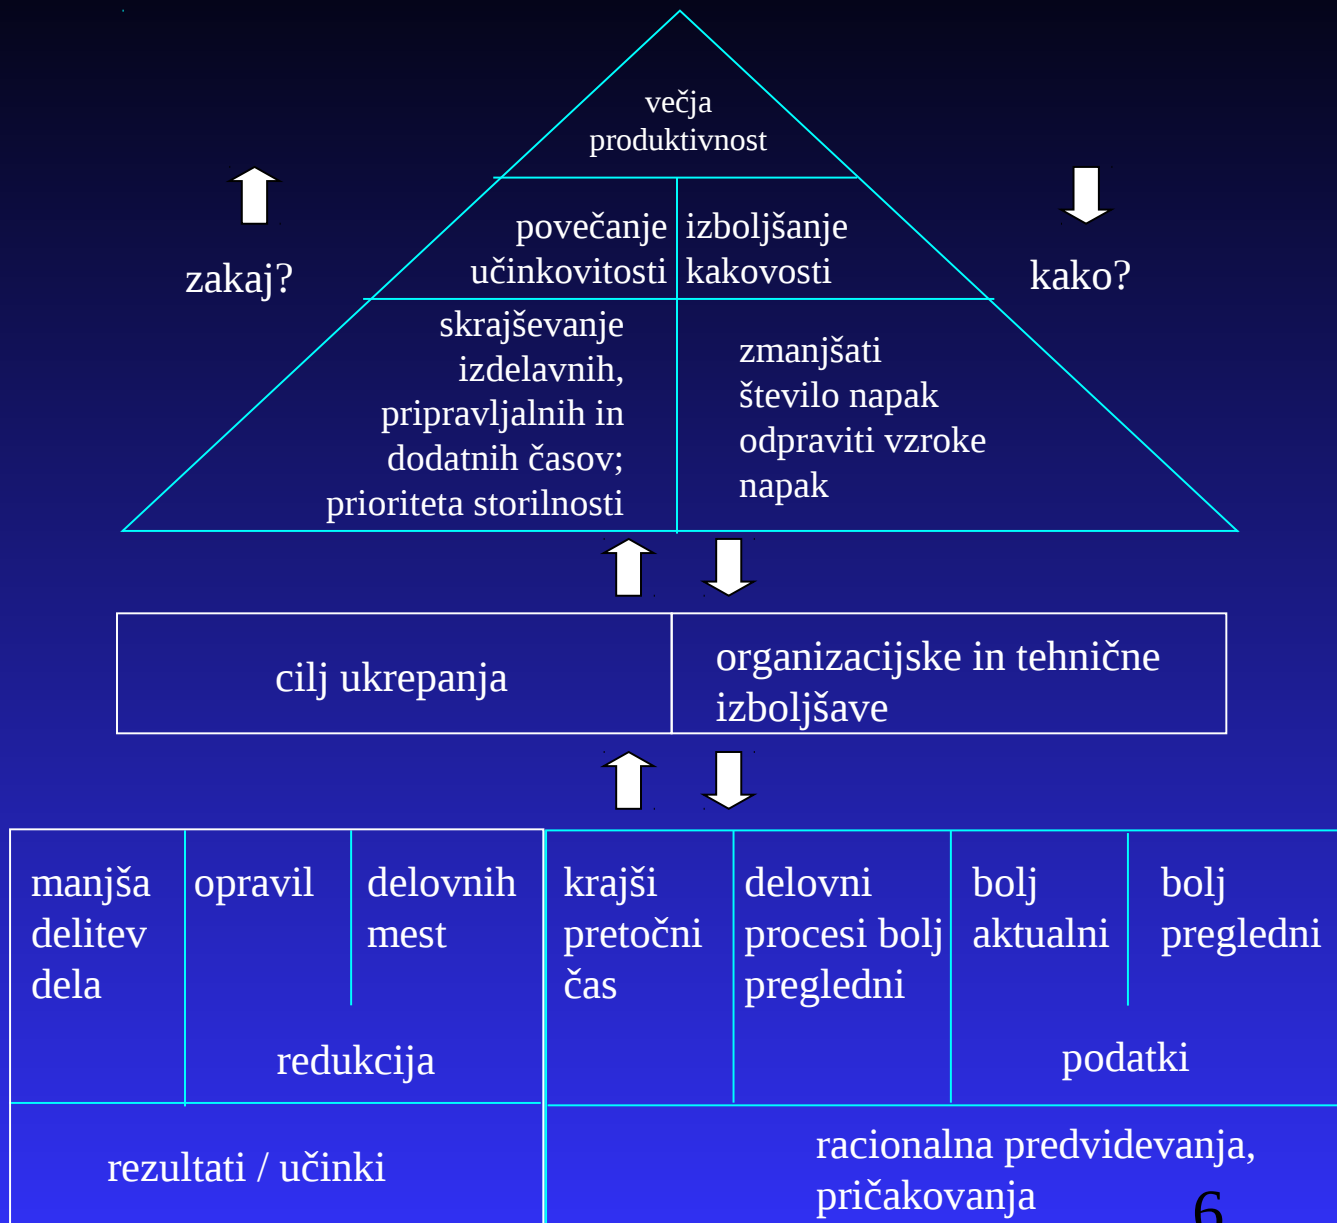 večja
produktivnost
zakaj?
povečanje
učinkovitosti
izboljšanje
kakovosti
kako?
skrajševanje
izdelavnih,
pripravljalnih in
dodatnih časov;
prioriteta storilnosti
zmanjšati
število napak
odpraviti vzroke
napak
cilj ukrepanja
organizacijske in tehnične
izboljšave
manjša
delitev
dela
opravil
delovnih
mest
redukcija
krajši
pretočni
čas
delovni
procesi bolj
pregledni
bolj
aktualni
bolj
pregledni
podatki
rezultati / učinki
racionalna predvidevanja,
pričakovanja
6